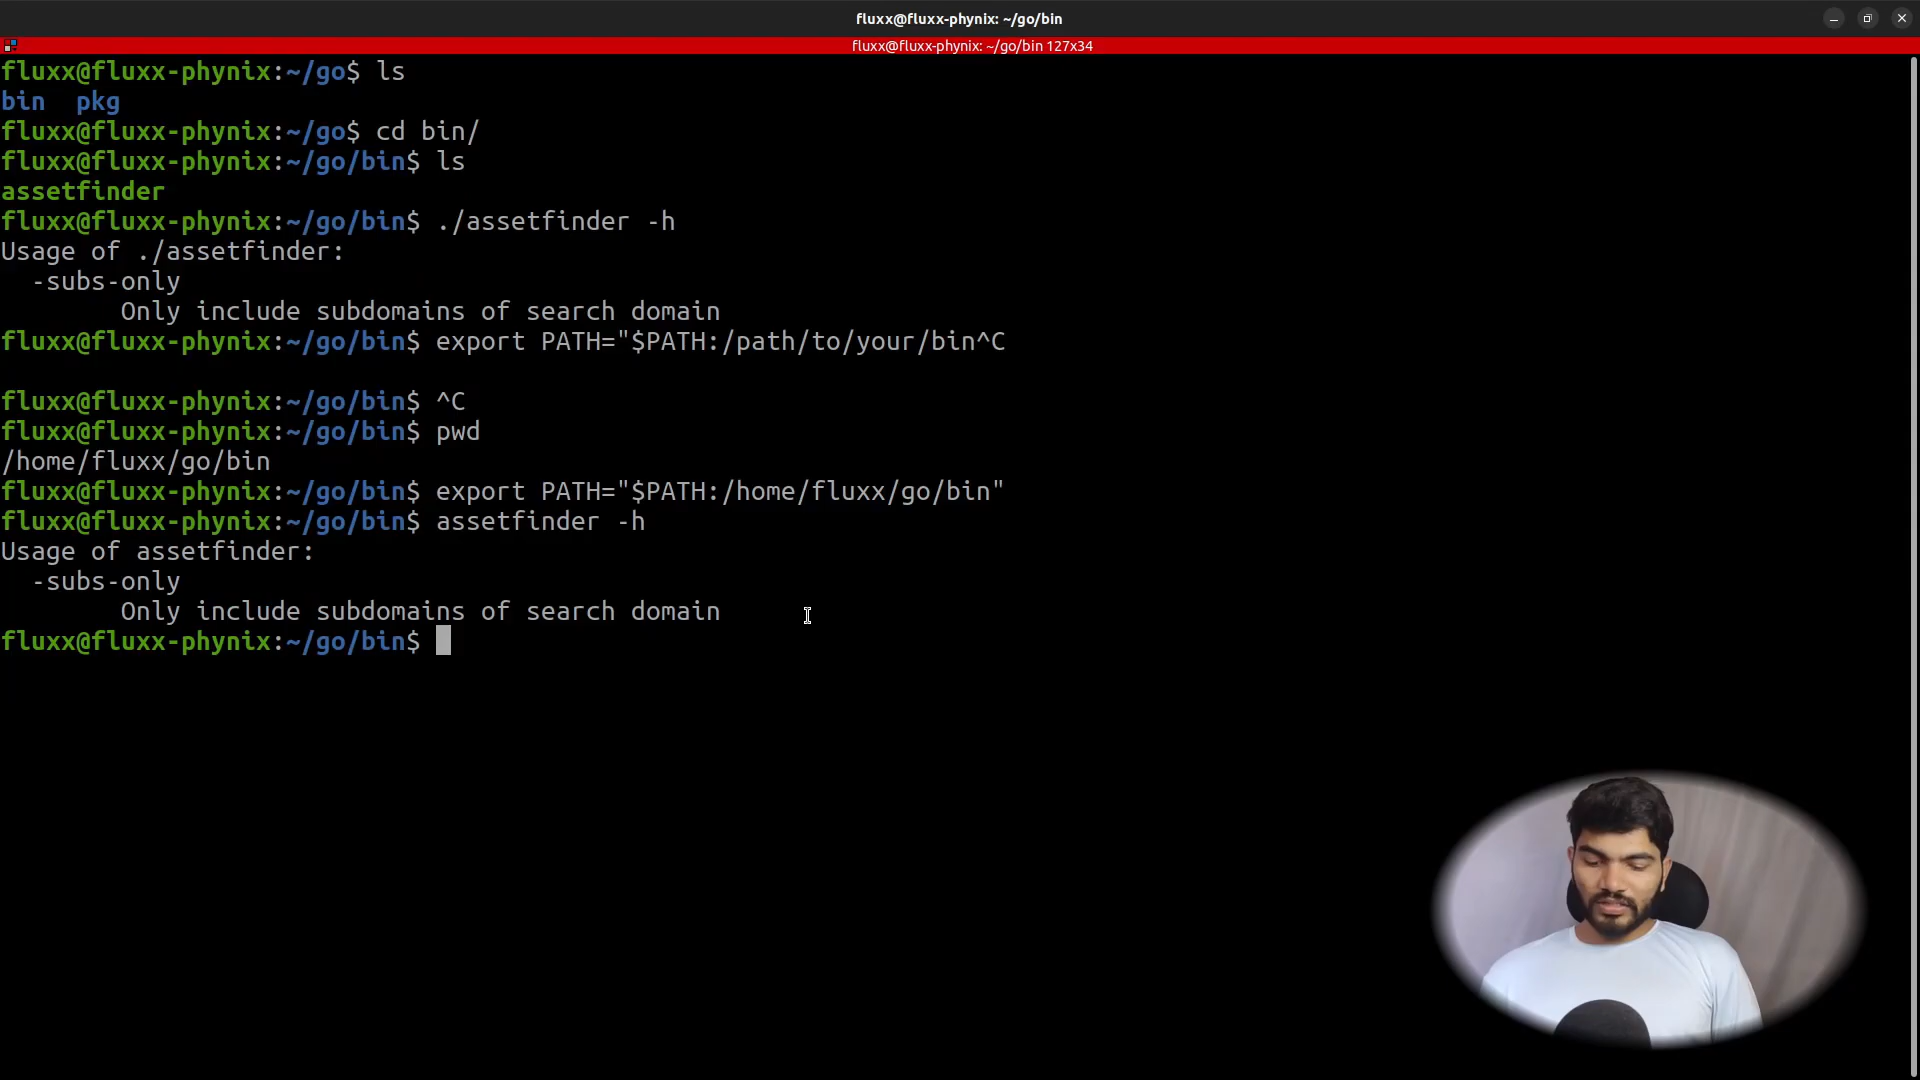 fluxx@fluxx-phynix: ~/go/bin
fluxx@fluxx-phynix: ~/go/bin 127x34
fluxx@fluxx-phynix:~/go$ ls
bin  pkg
fluxx@fluxx-phynix:~/go$ cd bin/
fluxx@fluxx-phynix:~/go/bin$ ls
assetfinder
fluxx@fluxx-phynix:~/go/bin$ ./assetfinder -h
Usage of ./assetfinder:
  -subs-only
        Only include subdomains of search domain
fluxx@fluxx-phynix:~/go/bin$ export PATH="$PATH:/path/to/your/bin^C
fluxx@fluxx-phynix:~/go/bin$ ^C
fluxx@fluxx-phynix:~/go/bin$ pwd
/home/fluxx/go/bin
fluxx@fluxx-phynix:~/go/bin$ export PATH="$PATH:/home/fluxx/go/bin"
fluxx@fluxx-phynix:~/go/bin$ assetfinder -h
Usage of assetfinder:
  -subs-only
        Only include subdomains of search domain
fluxx@fluxx-phynix:~/go/bin$